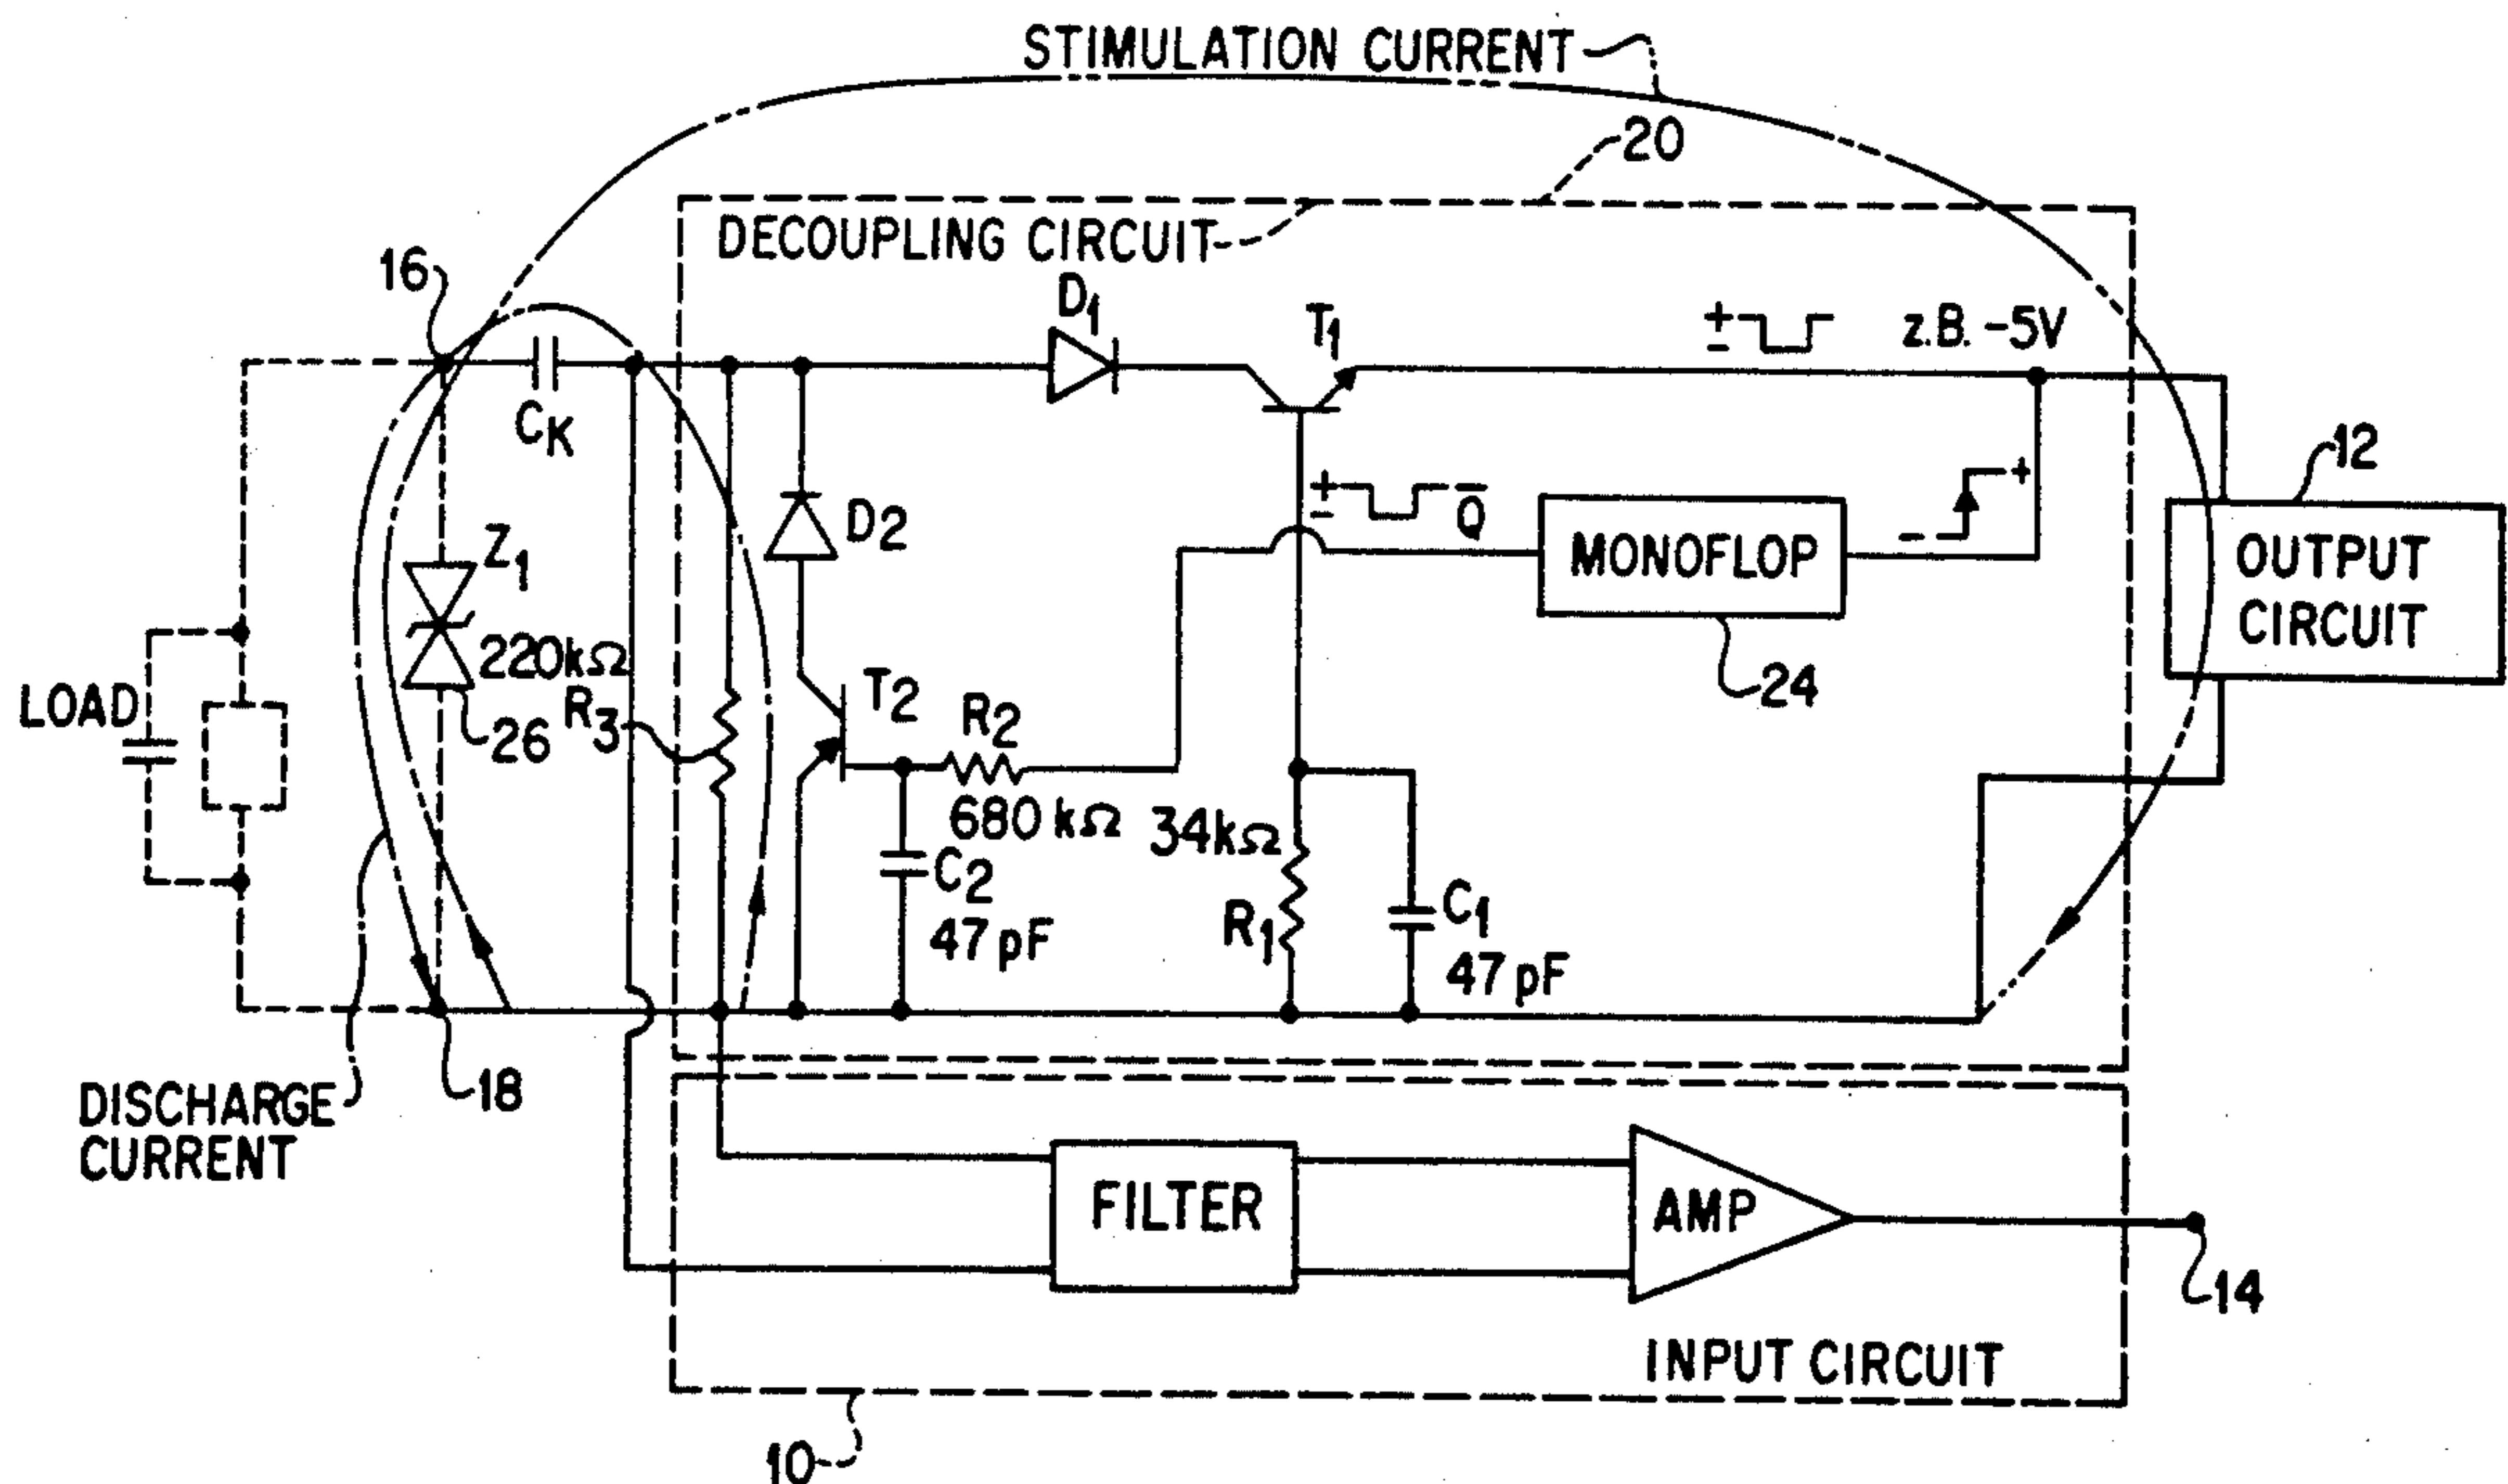 STIMULATION CURRENT
20
DECOUPLING CIRCUIT
16
D1
T1
+
-
z.B. -5V
CK
12
D2
+
-
Q̅
+
MONOFLOP
OUTPUT
CIRCUIT
Z1
220kΩ
LOAD
26
R3
T2
R2
24
680 kΩ
34kΩ
C2
47 pF
R1
C1
47 pF
18
DISCHARGE
CURRENT
FILTER
AMP
14
INPUT CIRCUIT
10